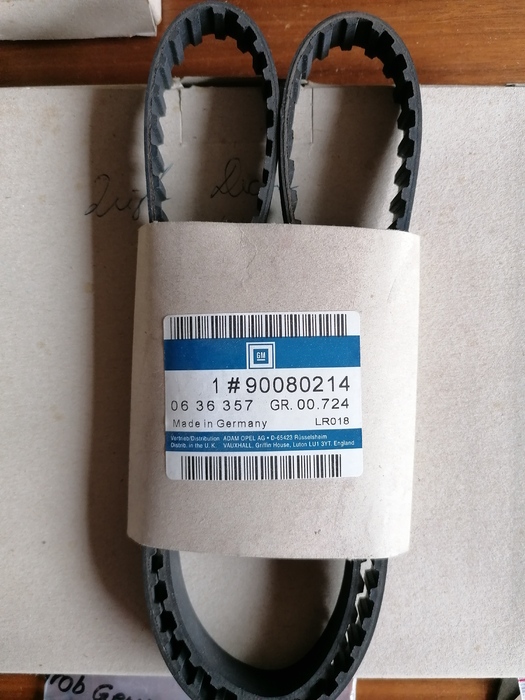 GM
1 # 90080214
06 36 357 GR. 00.724
Made in Germany LR018
Vertrieb/Distribution ADAM OPEL AG • D-65423 Rüsselsheim
Distrib. in the U. K. VAUXHALL, Griffin House, Luton LU1 3YT. England